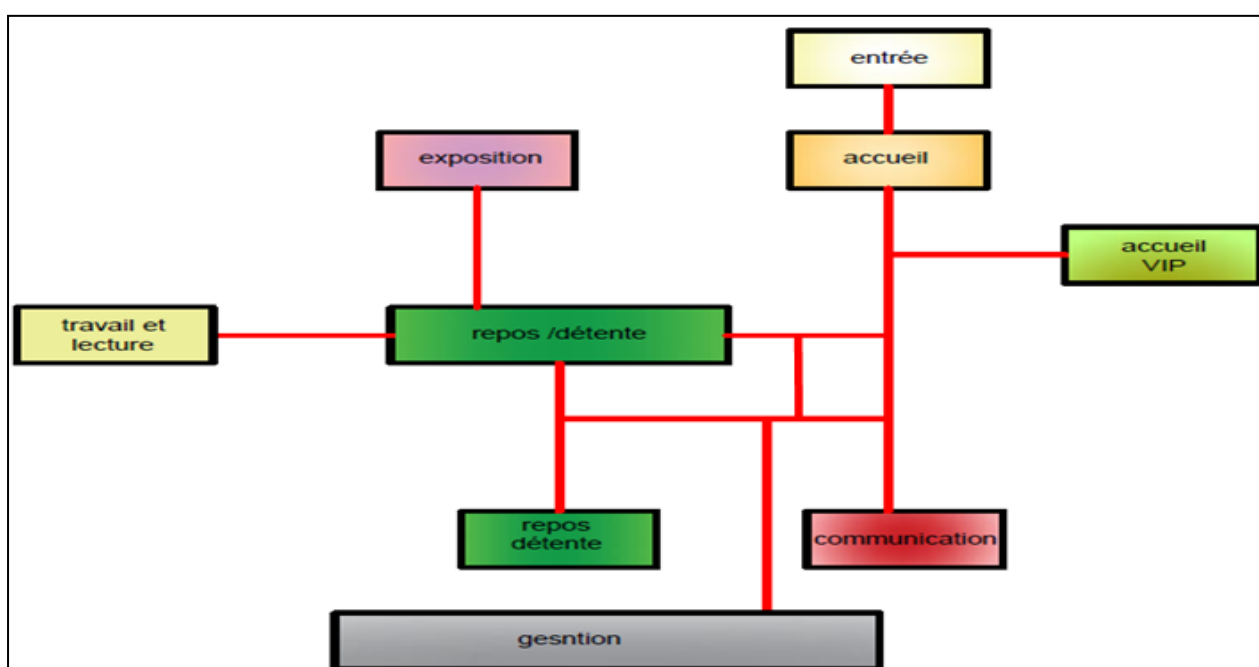 entrée
exposition
accueil
accueil
VIP
travail et
lecture
repos /détente
repos
détente
communication
gesntion